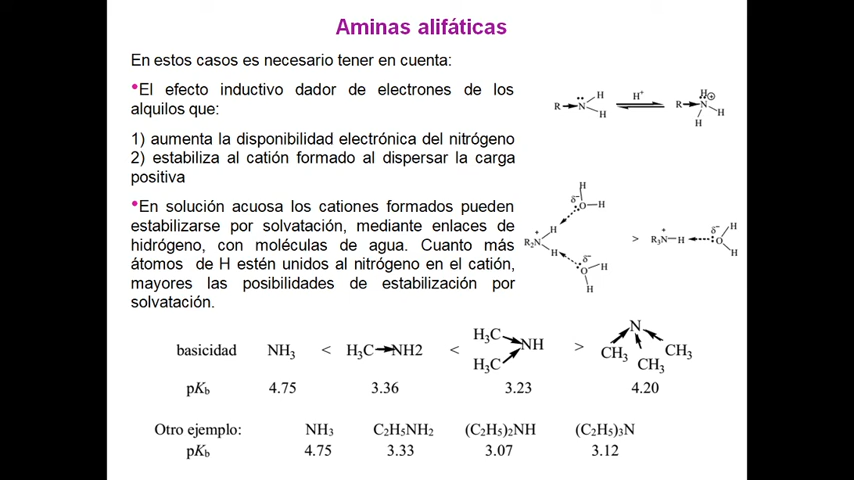 Aminas alifáticas
En estos casos es necesario tener en cuenta:
•El efecto inductivo dador de electrones de los
alquilos que:
1) aumenta la disponibilidad electrónica del nitrógeno
2) estabiliza al catión formado al dispersar la carga
positiva
•En solución acuosa los cationes formados pueden
estabilizarse por solvatación, mediante enlaces de
hidrógeno, con moléculas de agua. Cuanto más
átomos de H estén unidos al nitrógeno en el catión,
mayores las posibilidades de estabilización por
solvatación.
R N H H H+ R N H H H +
R2N + H H δ- O H H δ- O H H > R3N + H δ- O H H
basicidad NH3 < H3C NH2 < H3C H3C NH > N CH3 CH3 CH3
pKb 4.75 3.36 3.23 4.20
Otro ejemplo: NH3 C2H5NH2 (C2H5)2NH (C2H5)3N
pKb 4.75 3.33 3.07 3.12